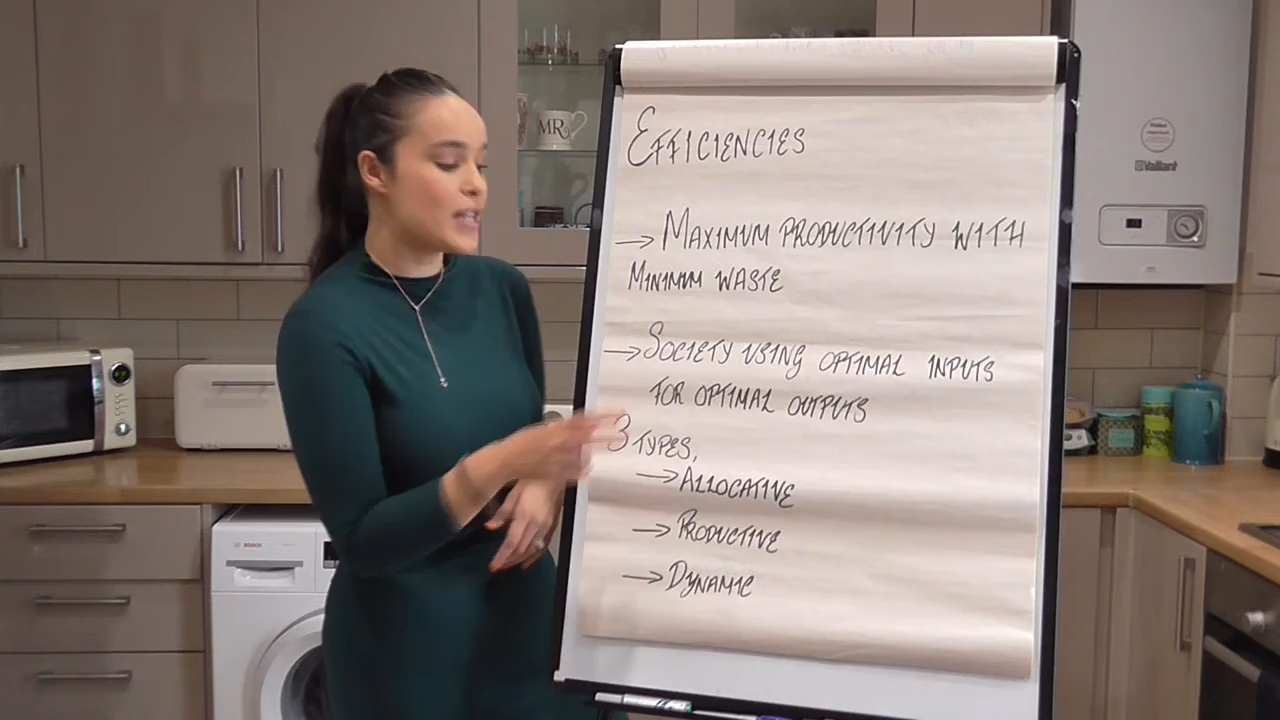 Efficiencies
→ Maximum productivity with
minimum waste
→ Society using optimal inputs
for optimal outputs
3 types,
→ Allocative
→ Productive
→ Dynamic
MR
Vaillant
BOSCH